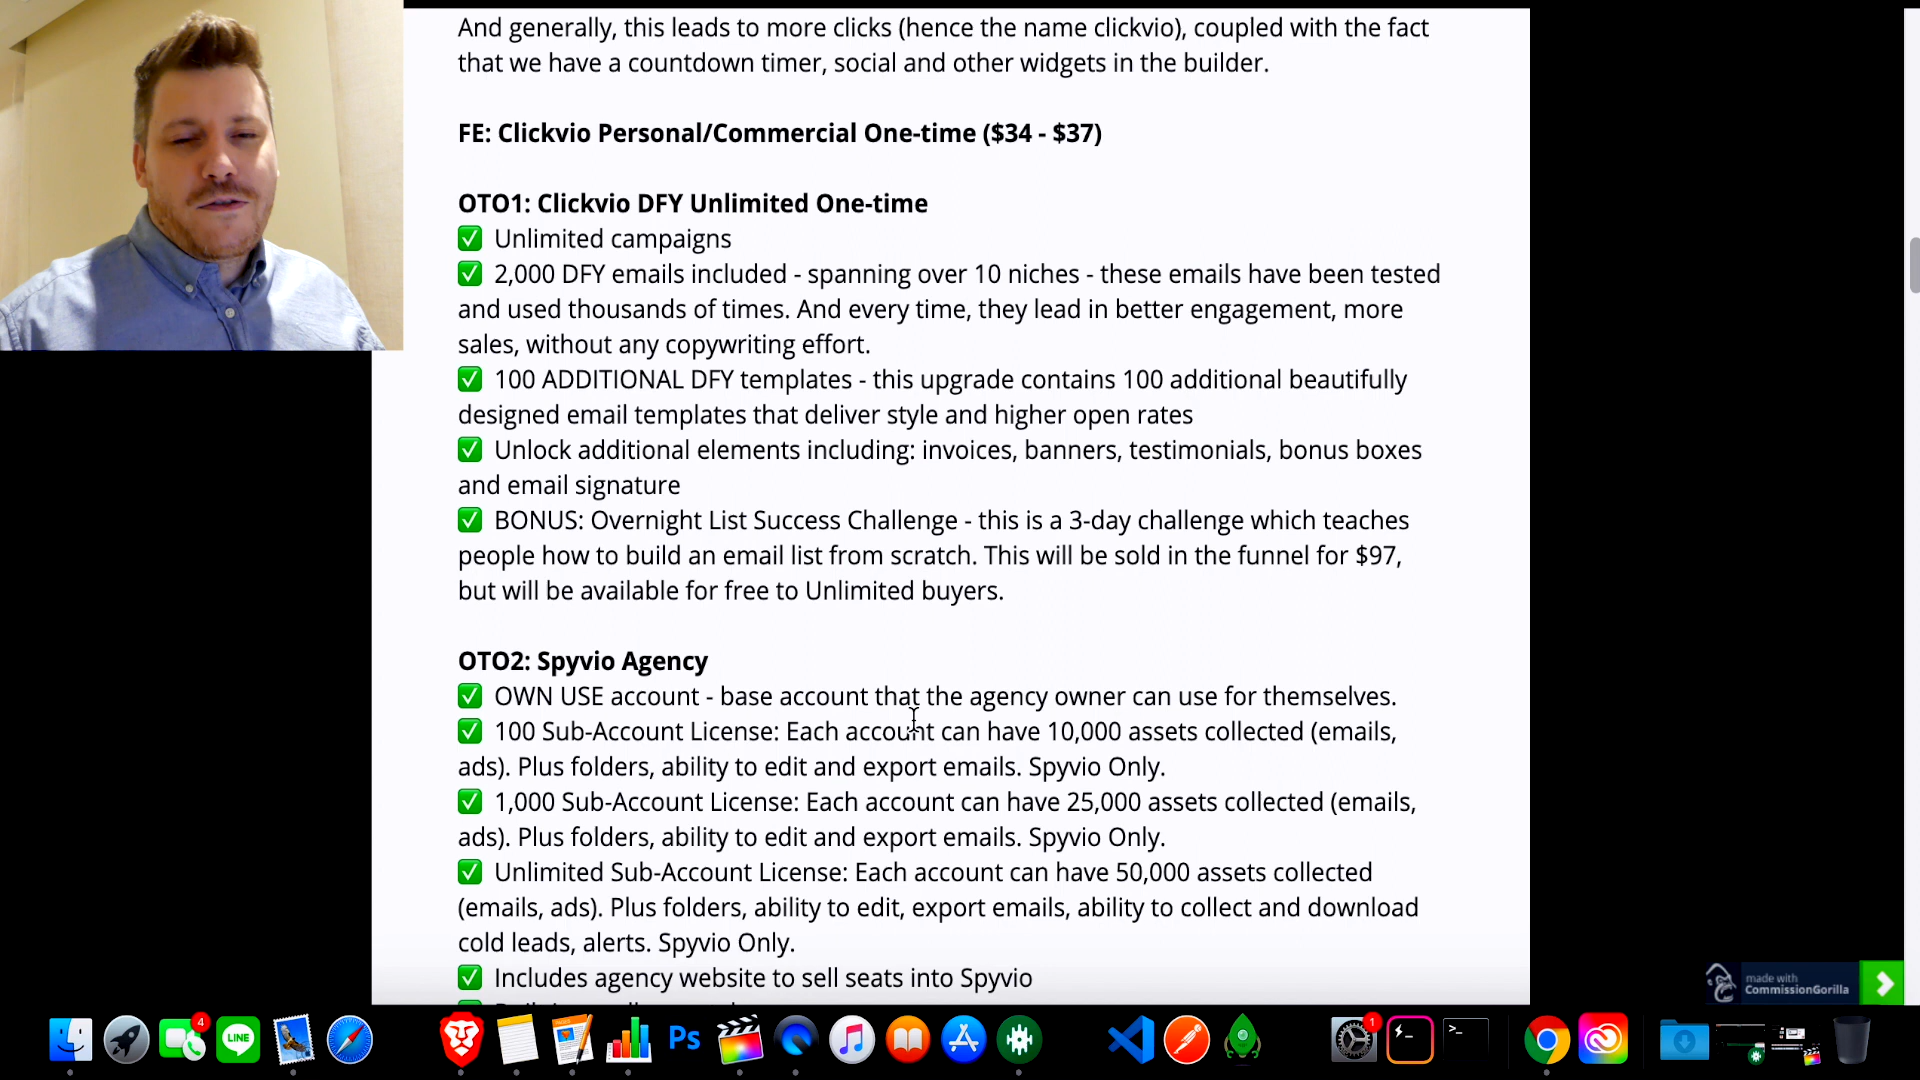 And generally, this leads to more clicks (hence the name clickvio), coupled with the fact
that we have a countdown timer, social and other widgets in the builder.
FE: Clickvio Personal/Commercial One-time ($34 - $37)
OTO1: Clickvio DFY Unlimited One-time
✅ Unlimited campaigns
✅ 2,000 DFY emails included - spanning over 10 niches - these emails have been tested
and used thousands of times. And every time, they lead in better engagement, more
sales, without any copywriting effort.
✅ 100 ADDITIONAL DFY templates - this upgrade contains 100 additional beautifully
designed email templates that deliver style and higher open rates
✅ Unlock additional elements including: invoices, banners, testimonials, bonus boxes
and email signature
✅ BONUS: Overnight List Success Challenge - this is a 3-day challenge which teaches
people how to build an email list from scratch. This will be sold in the funnel for $97,
but will be available for free to Unlimited buyers.
OTO2: Spyvio Agency
✅ OWN USE account - base account that the agency owner can use for themselves.
✅ 100 Sub-Account License: Each account can have 10,000 assets collected (emails,
ads). Plus folders, ability to edit and export emails. Spyvio Only.
✅ 1,000 Sub-Account License: Each account can have 25,000 assets collected (emails,
ads). Plus folders, ability to edit and export emails. Spyvio Only.
✅ Unlimited Sub-Account License: Each account can have 50,000 assets collected
(emails, ads). Plus folders, ability to edit, export emails, ability to collect and download
cold leads, alerts. Spyvio Only.
✅ Includes agency website to sell seats into Spyvio
made with
CommissionGorilla
4
LINE
Ps
1